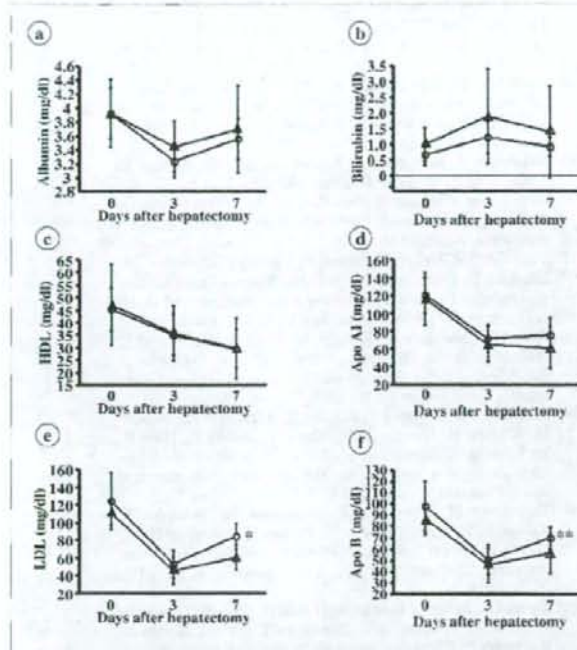 a
Albumin (mg/dl)
4.6
4.4
4.2
4
3.8
3.6
3.4
3.2
3
2.8
0 3 7
Days after hepatectomy
b
Bilirubin (mg/dl)
3.5
3.0
2.5
2.0
1.5
1.0
0.5
0
0 3 7
Days after hepatectomy
c
HDL (mg/dl)
65
60
55
50
45
40
35
30
25
20
15
0 3 7
Days after hepatectomy
d
Apo A1 (mg/dl)
160
140
120
100
80
60
40
20
0 3 7
Days after hepatectomy
e
LDL (mg/dl)
160
140
120
100
80
60
40
20
*
0 3 7
Days after hepatectomy
f
Apo B (mg/dl)
30
20
10
90
80
70
60
50
40
30
20
**
0 3 7
Days after hepatectomy